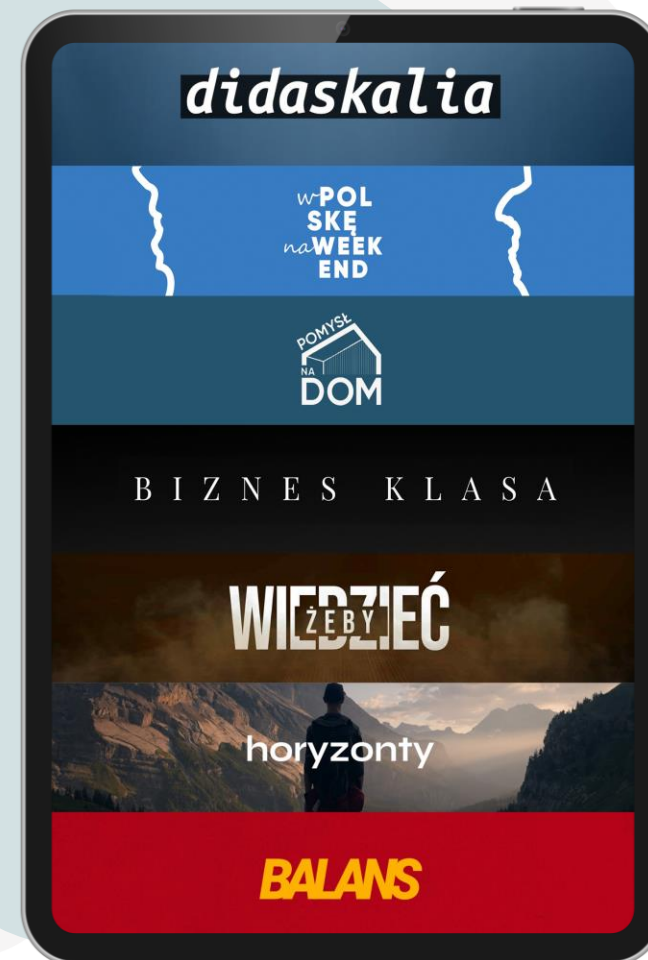 didaskalia
wPOL
SKĘ
naWEEK
END
POMYSŁ
NA
DOM
BIZNES KLASA
ŻEBY
WIEDZIEĆ
horyzonty
BALANS